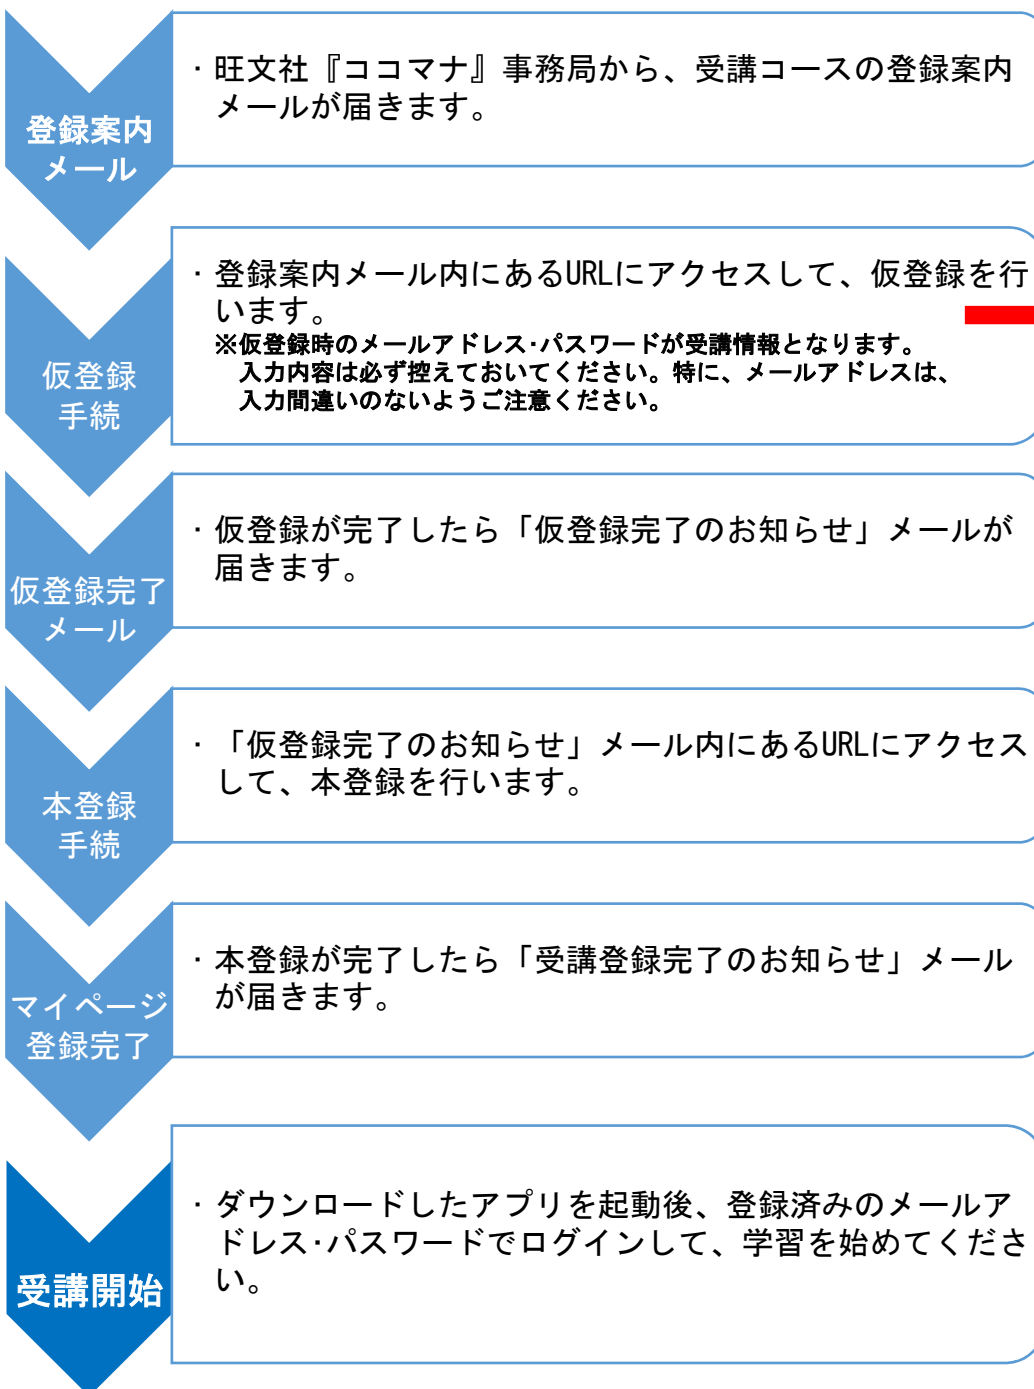 登録案内
メール
・旺文社『ココマナ』事務局から、受講コースの登録案内
メールが届きます。
仮登録
手続
・登録案内メール内にあるURLにアクセスして、仮登録を行
います。
※仮登録時のメールアドレス・パスワードが受講情報となります。
入力内容は必ず控えておいてください。特に、メールアドレスは、
入力間違いのないようご注意ください。
仮登録完了
メール
・仮登録が完了したら「仮登録完了のお知らせ」メールが
届きます。
本登録
手続
・「仮登録完了のお知らせ」メール内にあるURLにアクセス
して、本登録を行います。
マイページ
登録完了
・本登録が完了したら「受講登録完了のお知らせ」メール
が届きます。
受講開始
・ダウンロードしたアプリを起動後、登録済みのメールア
ドレス・パスワードでログインして、学習を始めてくださ
い。